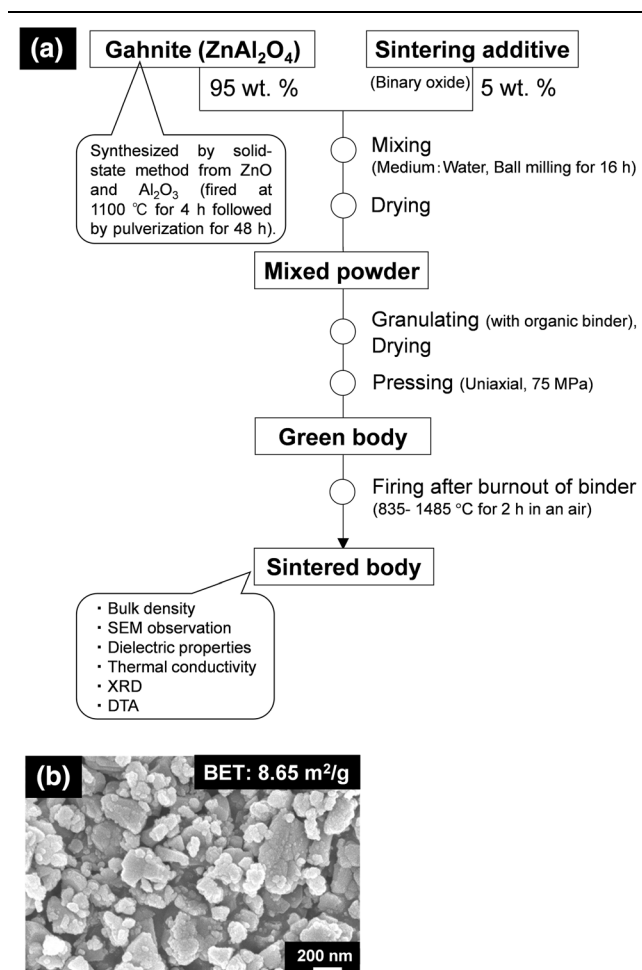 (a)
Gahnite (ZnAl₂O₄)
Sintering additive
95 wt. %
(Binary oxide) 5 wt. %
Synthesized by solid-
state method from ZnO
and Al₂O₃ (fired at
1100 ℃ for 4 h followed
by pulverization for 48 h).
Mixing
(Medium：Water, Ball milling for 16 h)
Drying
Mixed powder
Granulating (with organic binder),
Drying
Pressing (Uniaxial, 75 MPa)
Green body
Firing after burnout of binder
(835- 1485 °C for 2 h in an air)
Sintered body
・Bulk density
・SEM observation
・Dielectric properties
・Thermal conductivity
・XRD
・DTA
(b)
BET: 8.65 m²/g
200 nm